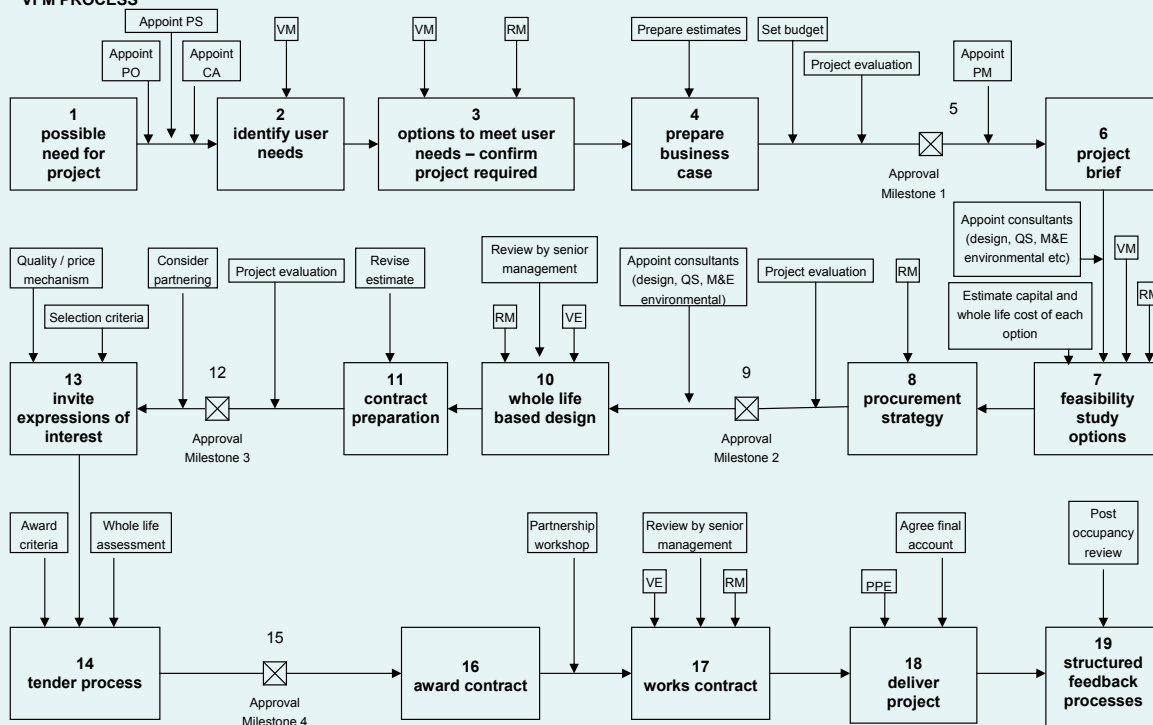 VFM PROCESS
Appoint PS
Appoint
PO
Appoint
CA
VM
VM
RM
Prepare estimates
Set budget
Project evaluation
Appoint
PM
1
possible
need for
project
2
identify user
needs
3
options to meet user
needs – confirm
project required
4
prepare
business
case
5
Approval
Milestone 1
6
project
brief
Quality / price
mechanism
Selection criteria
Consider
partnering
Project evaluation
Revise
estimate
Review by senior
management
RM
VE
Appoint consultants
(design, QS, M&E
environmental)
Project evaluation
RM
Appoint consultants
(design, QS, M&E
environmental etc)
VM
RM
Estimate capital and
whole life cost of each
option
13
invite
expressions of
interest
12
Approval
Milestone 3
11
contract
preparation
10
whole life
based design
9
Approval
Milestone 2
8
procurement
strategy
7
feasibility
study
options
Award
criteria
Whole life
assessment
Partnership
workshop
Review by senior
management
VE
RM
Agree final
account
PPE
Post
occupancy
review
14
tender process
15
Approval
Milestone 4
16
award contract
17
works contract
18
deliver
project
19
structured
feedback
processes